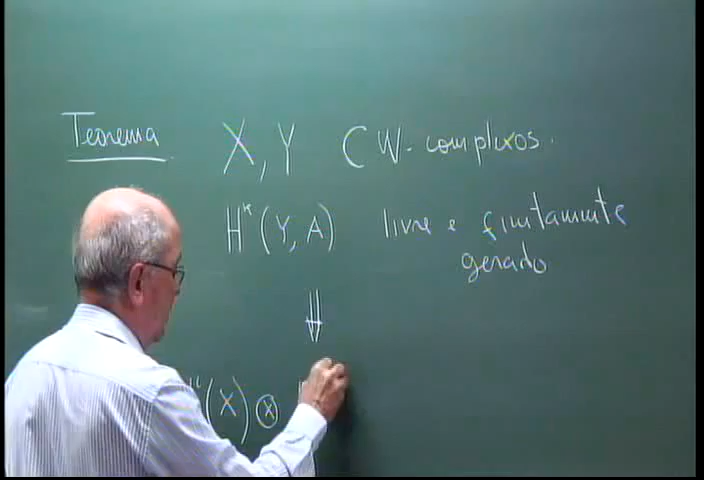 Teorema X, Y CW-complexos.
H*(Y, A) livre e finitamente
gerado
⇓
(X) ⊗